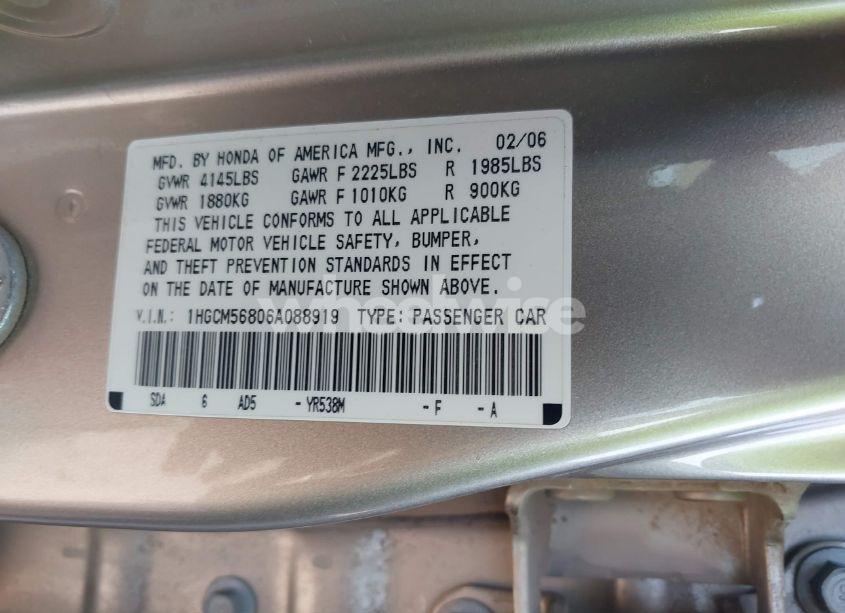 MFD. BY HONDA OF AMERICA MFG., INC. 02/06
GVWR 4145LBS GAWR F 2225LBS R 1985LBS
GVWR 1880KG GAWR F 1010KG R 900KG
THIS VEHICLE CONFORMS TO ALL APPLICABLE
FEDERAL MOTOR VEHICLE SAFETY, BUMPER,
AND THEFT PREVENTION STANDARDS IN EFFECT
ON THE DATE OF MANUFACTURE SHOWN ABOVE.
wheelwise
V.I.N.: 1HGCM56806A088919 TYPE: PASSENGER CAR
SDA 6 AD5 - YR538M - F - A